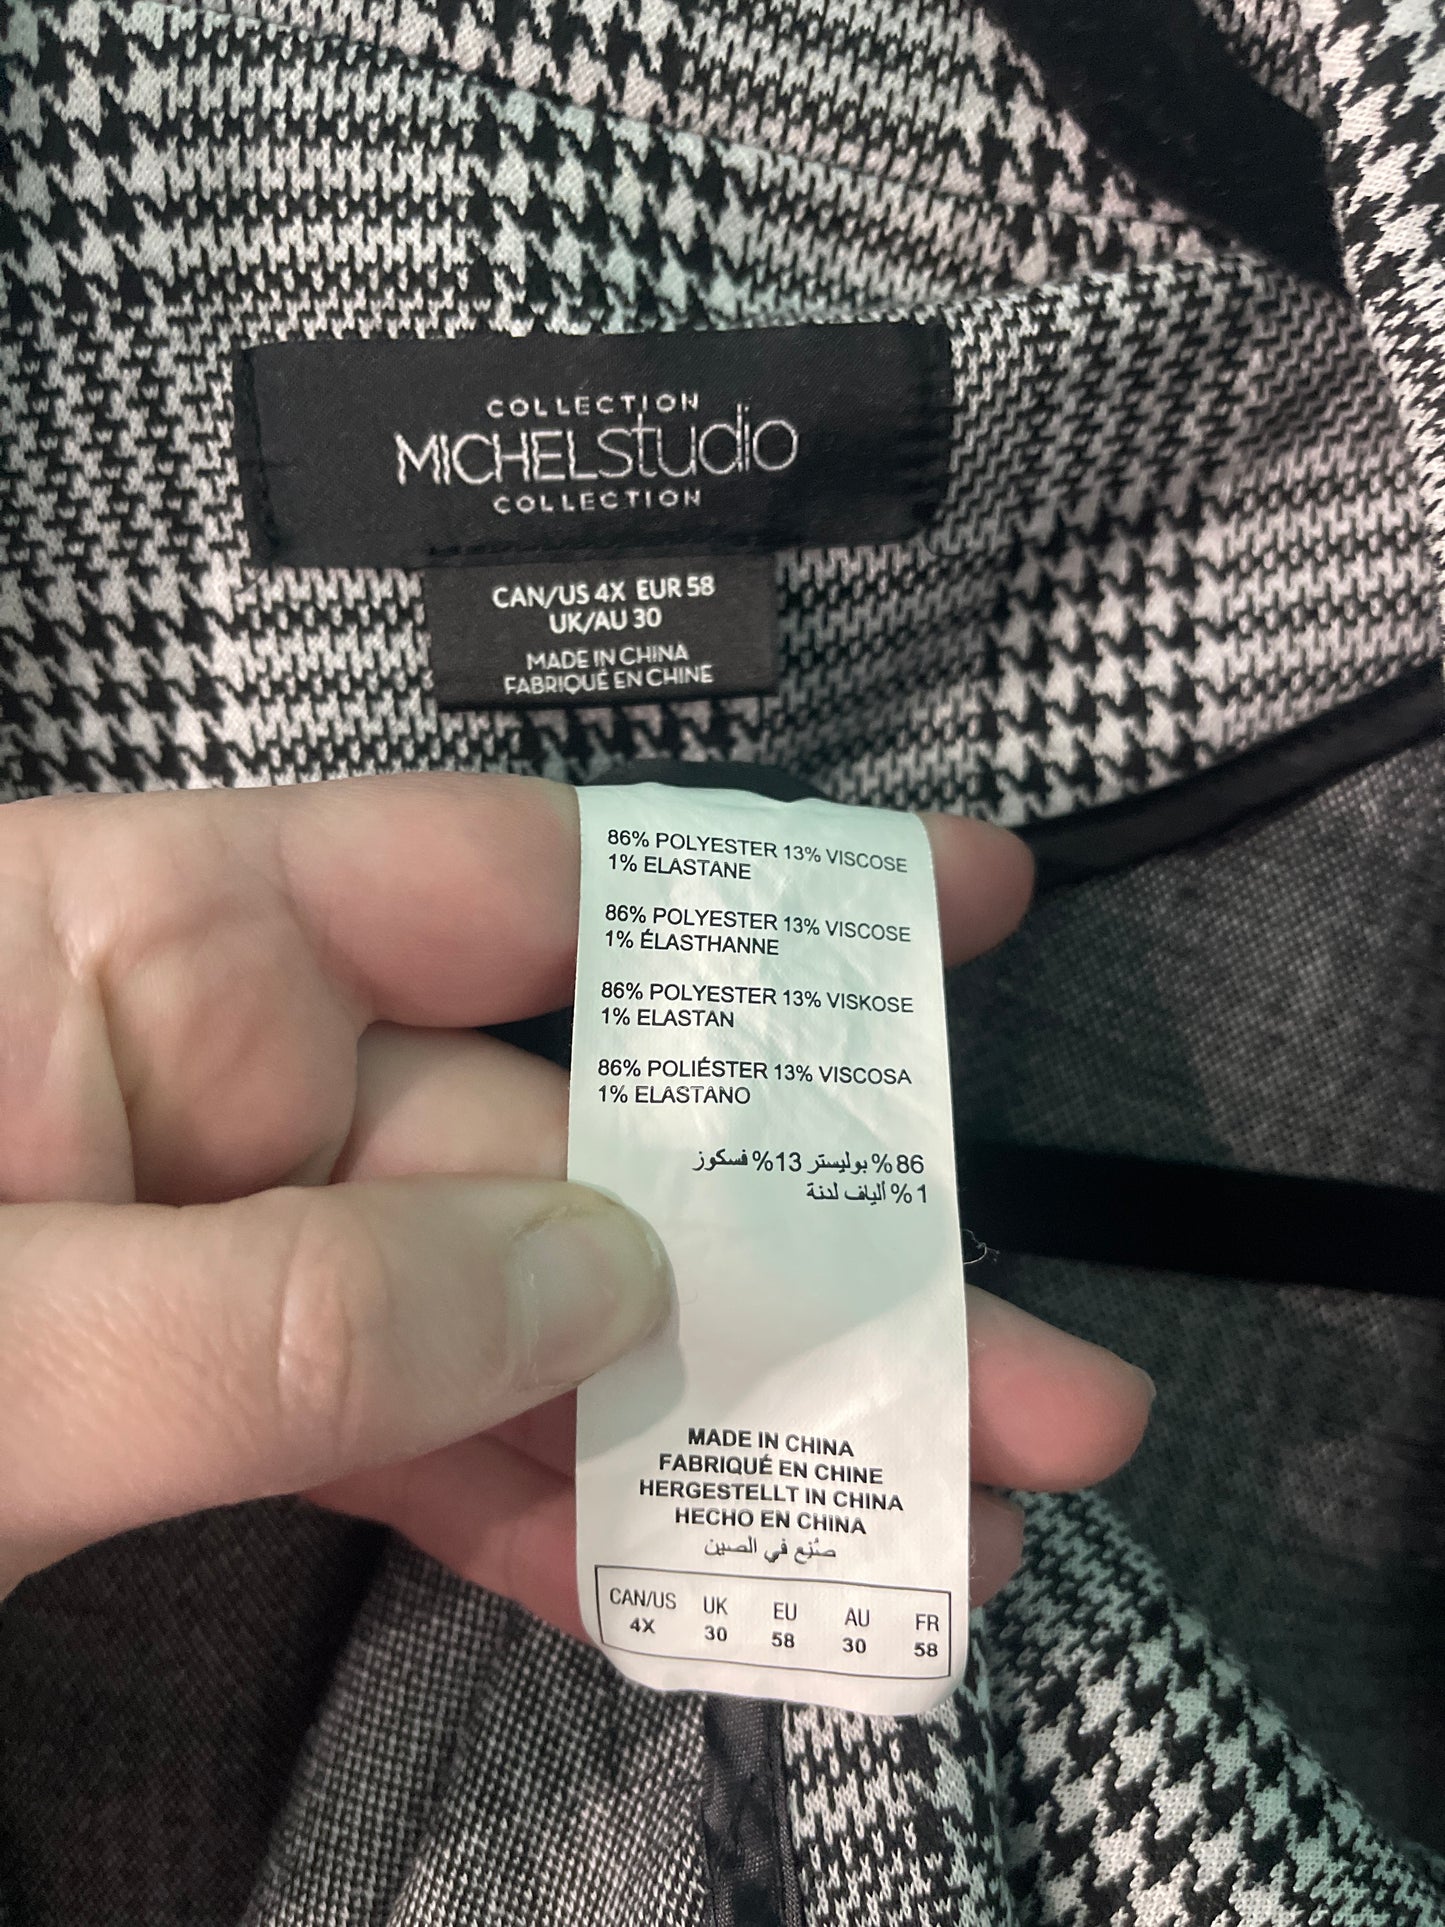 COLLECTION
MICHELstudio
COLLECTION
CAN/US 4X EUR 58
UK/AU 30
MADE IN CHINA
FABRIQUÉ EN CHINE
86% POLYESTER 13% VISCOSE
1% ELASTANE
86% POLYESTER 13% VISCOSE
1% ÉLASTHANNE
86% POLYESTER 13% VISKOSE
1% ELASTAN
86% POLIÉSTER 13% VISCOSA
1% ELASTANO
86% بوليستر 13% فسكوز
1% ألياف لدنة
MADE IN CHINA
FABRIQUÉ EN CHINE
HERGESTELLT IN CHINA
HECHO EN CHINA
صُنِع في الصين
CAN/US UK EU AU FR
4X 30 58 30 58